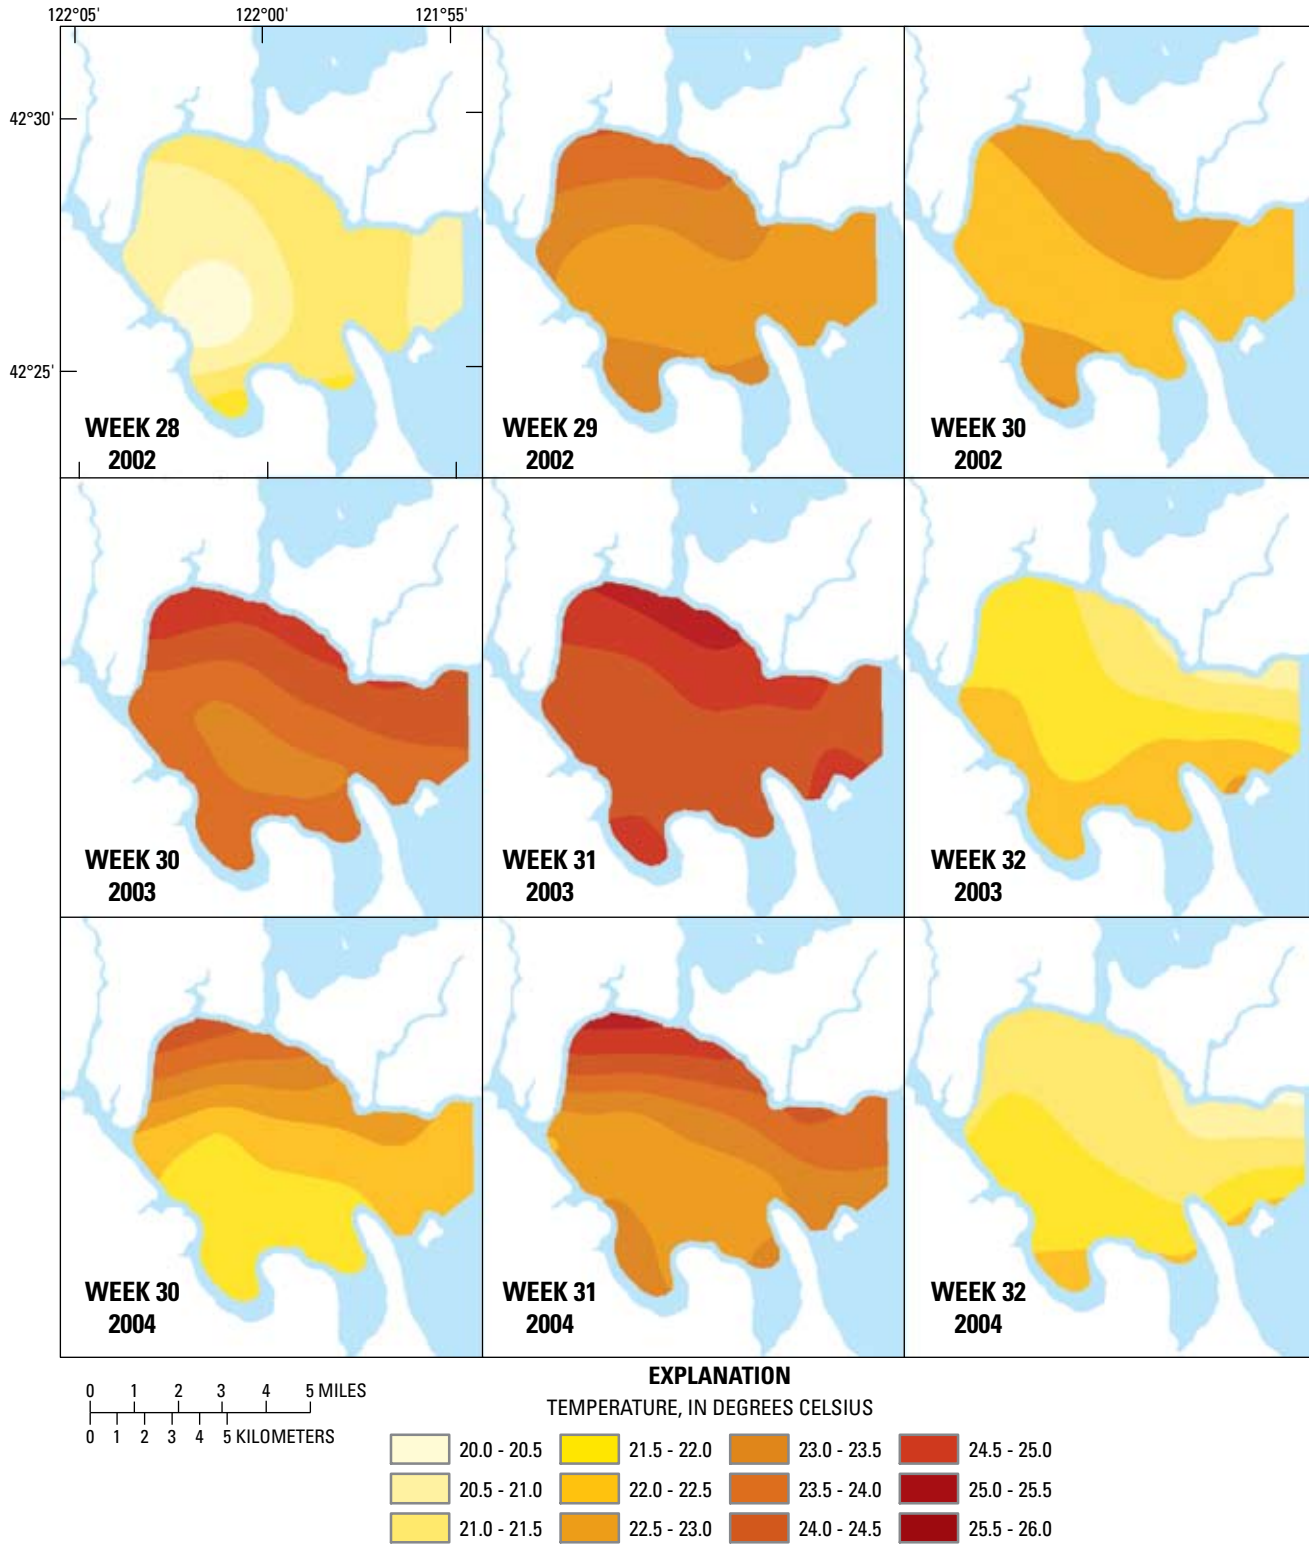 122°05' 122°00' 121°55'
42°30'
42°25'
WEEK 28
2002
WEEK 29
2002
WEEK 30
2002
WEEK 30
2003
WEEK 31
2003
WEEK 32
2003
WEEK 30
2004
WEEK 31
2004
WEEK 32
2004
0 1 2 3 4 5 MILES
0 1 2 3 4 5 KILOMETERS
EXPLANATION
TEMPERATURE, IN DEGREES CELSIUS
20.0 - 20.5 21.5 - 22.0 23.0 - 23.5 24.5 - 25.0
20.5 - 21.0 22.0 - 22.5 23.5 - 24.0 25.0 - 25.5
21.0 - 21.5 22.5 - 23.0 24.0 - 24.5 25.5 - 26.0